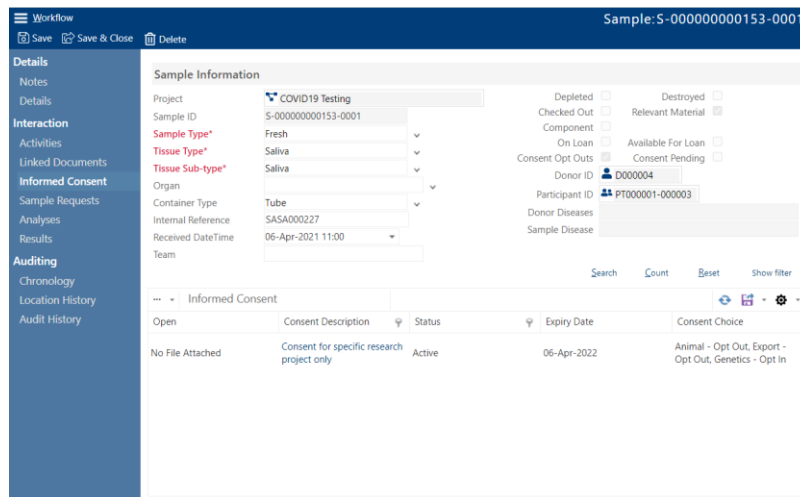 Workflow
Sample:S-000000000153-0001
Save Save & Close Delete
Details
Notes
Details
Interaction
Activities
Linked Documents
Informed Consent
Sample Requests
Analyses
Results
Auditing
Chronology
Location History
Audit History
Sample Information
Project COVID19 Testing
Sample ID S-000000000153-0001
Sample Type* Fresh
Tissue Type* Saliva
Tissue Sub-type* Saliva
Organ
Container Type Tube
Internal Reference SASA000227
Received DateTime 06-Apr-2021 11:00
Team
Depleted Destroyed
Checked Out Relevant Material
Component
On Loan Available For Loan
Consent Opt Outs Consent Pending
Donor ID D000004
Participant ID PT000001-000003
Donor Diseases
Sample Disease
Search Count Reset Show filter
Informed Consent
Open Consent Description Status Expiry Date Consent Choice
No File Attached Consent for specific research project only Active 06-Apr-2022 Animal - Opt Out, Export -
Opt Out, Genetics - Opt In